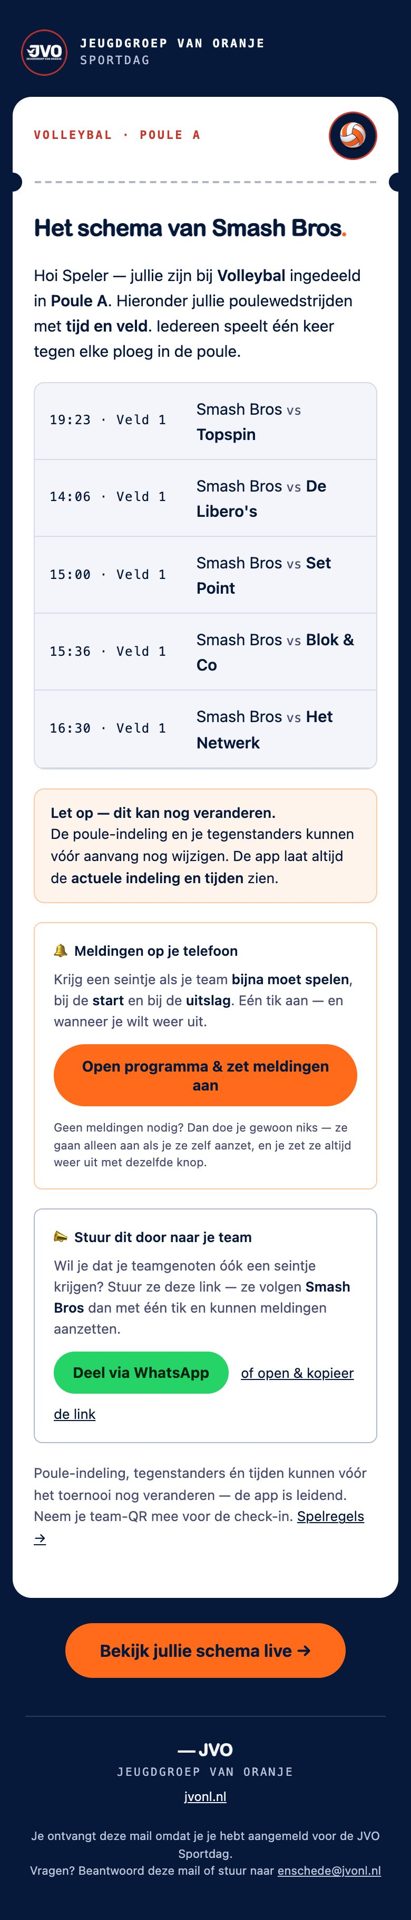 JVO
JEUGDGROEP VAN ORANJE
SPORTDAG
VOLLEYBAL · POULE A
Het schema van Smash Bros.
Hoi Speler — jullie zijn bij Volleybal ingedeeld
in Poule A. Hieronder jullie poulewedstrijden
met tijd en veld. Iedereen speelt één keer
tegen elke ploeg in de poule.
19:23 · Veld 1
Smash Bros vs
Topspin
14:06 · Veld 1
Smash Bros vs De
Libero's
15:00 · Veld 1
Smash Bros vs Set
Point
15:36 · Veld 1
Smash Bros vs Blok &
Co
16:30 · Veld 1
Smash Bros vs Het
Netwerk
Let op — dit kan nog veranderen.
De poule-indeling en je tegenstanders kunnen
vóór aanvang nog wijzigen. De app laat altijd
de actuele indeling en tijden zien.
Meldingen op je telefoon
Krijg een seintje als je team bijna moet spelen,
bij de start en bij de uitslag. Eén tik aan — en
wanneer je wilt weer uit.
Open programma & zet meldingen
aan
Geen meldingen nodig? Dan doe je gewoon niks — ze
gaan alleen aan als je ze zelf aanzet, en je zet ze altijd
weer uit met dezelfde knop.
Stuur dit door naar je team
Wil je dat je teamgenoten óók een seintje
krijgen? Stuur ze deze link — ze volgen Smash
Bros dan met één tik en kunnen meldingen
aanzetten.
Deel via WhatsApp
of open & kopieer
de link
Poule-indeling, tegenstanders én tijden kunnen vóór
het toernooi nog veranderen — de app is leidend.
Neem je team-QR mee voor de check-in. Spelregels
→
Bekijk jullie schema live →
— JVO
JEUGDGROEP VAN ORANJE
jvonl.nl
Je ontvangt deze mail omdat je je hebt aangemeld voor de JVO
Sportdag.
Vragen? Beantwoord deze mail of stuur naar enschede@jvonl.nl